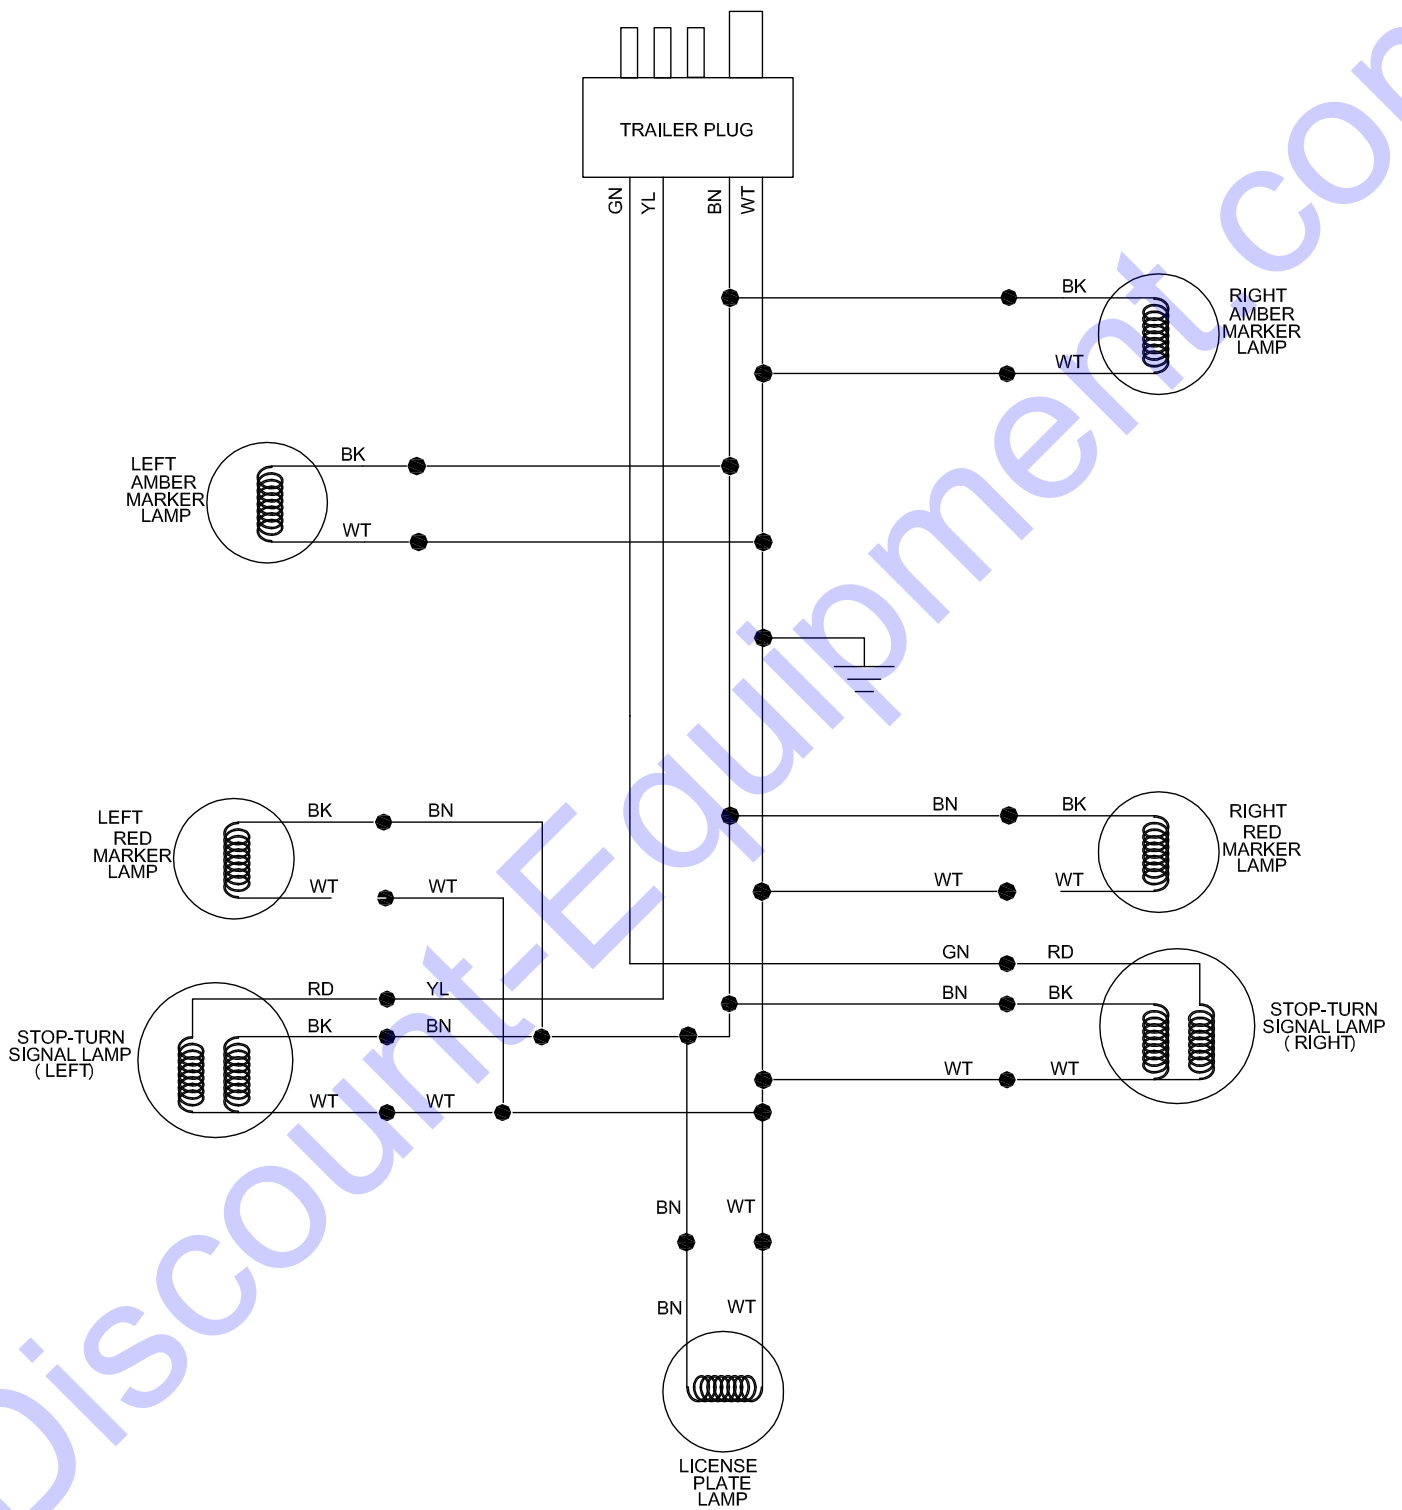 TRAILER PLUG
GN
YL
BN
WT
BK
RIGHT
AMBER
MARKER
LAMP
WT
LEFT
AMBER
MARKER
LAMP
BK
WT
LEFT
RED
MARKER
LAMP
BK
BN
WT
WT
BN
BK
RIGHT
RED
MARKER
LAMP
WT
WT
GN
RD
BN
BK
STOP-TURN
SIGNAL LAMP
( RIGHT)
WT
WT
RD
YL
STOP-TURN
SIGNAL LAMP
( LEFT)
BK
BN
WT
WT
BN
WT
BN
WT
LICENSE
PLATE
LAMP
Discount-Equipment.com